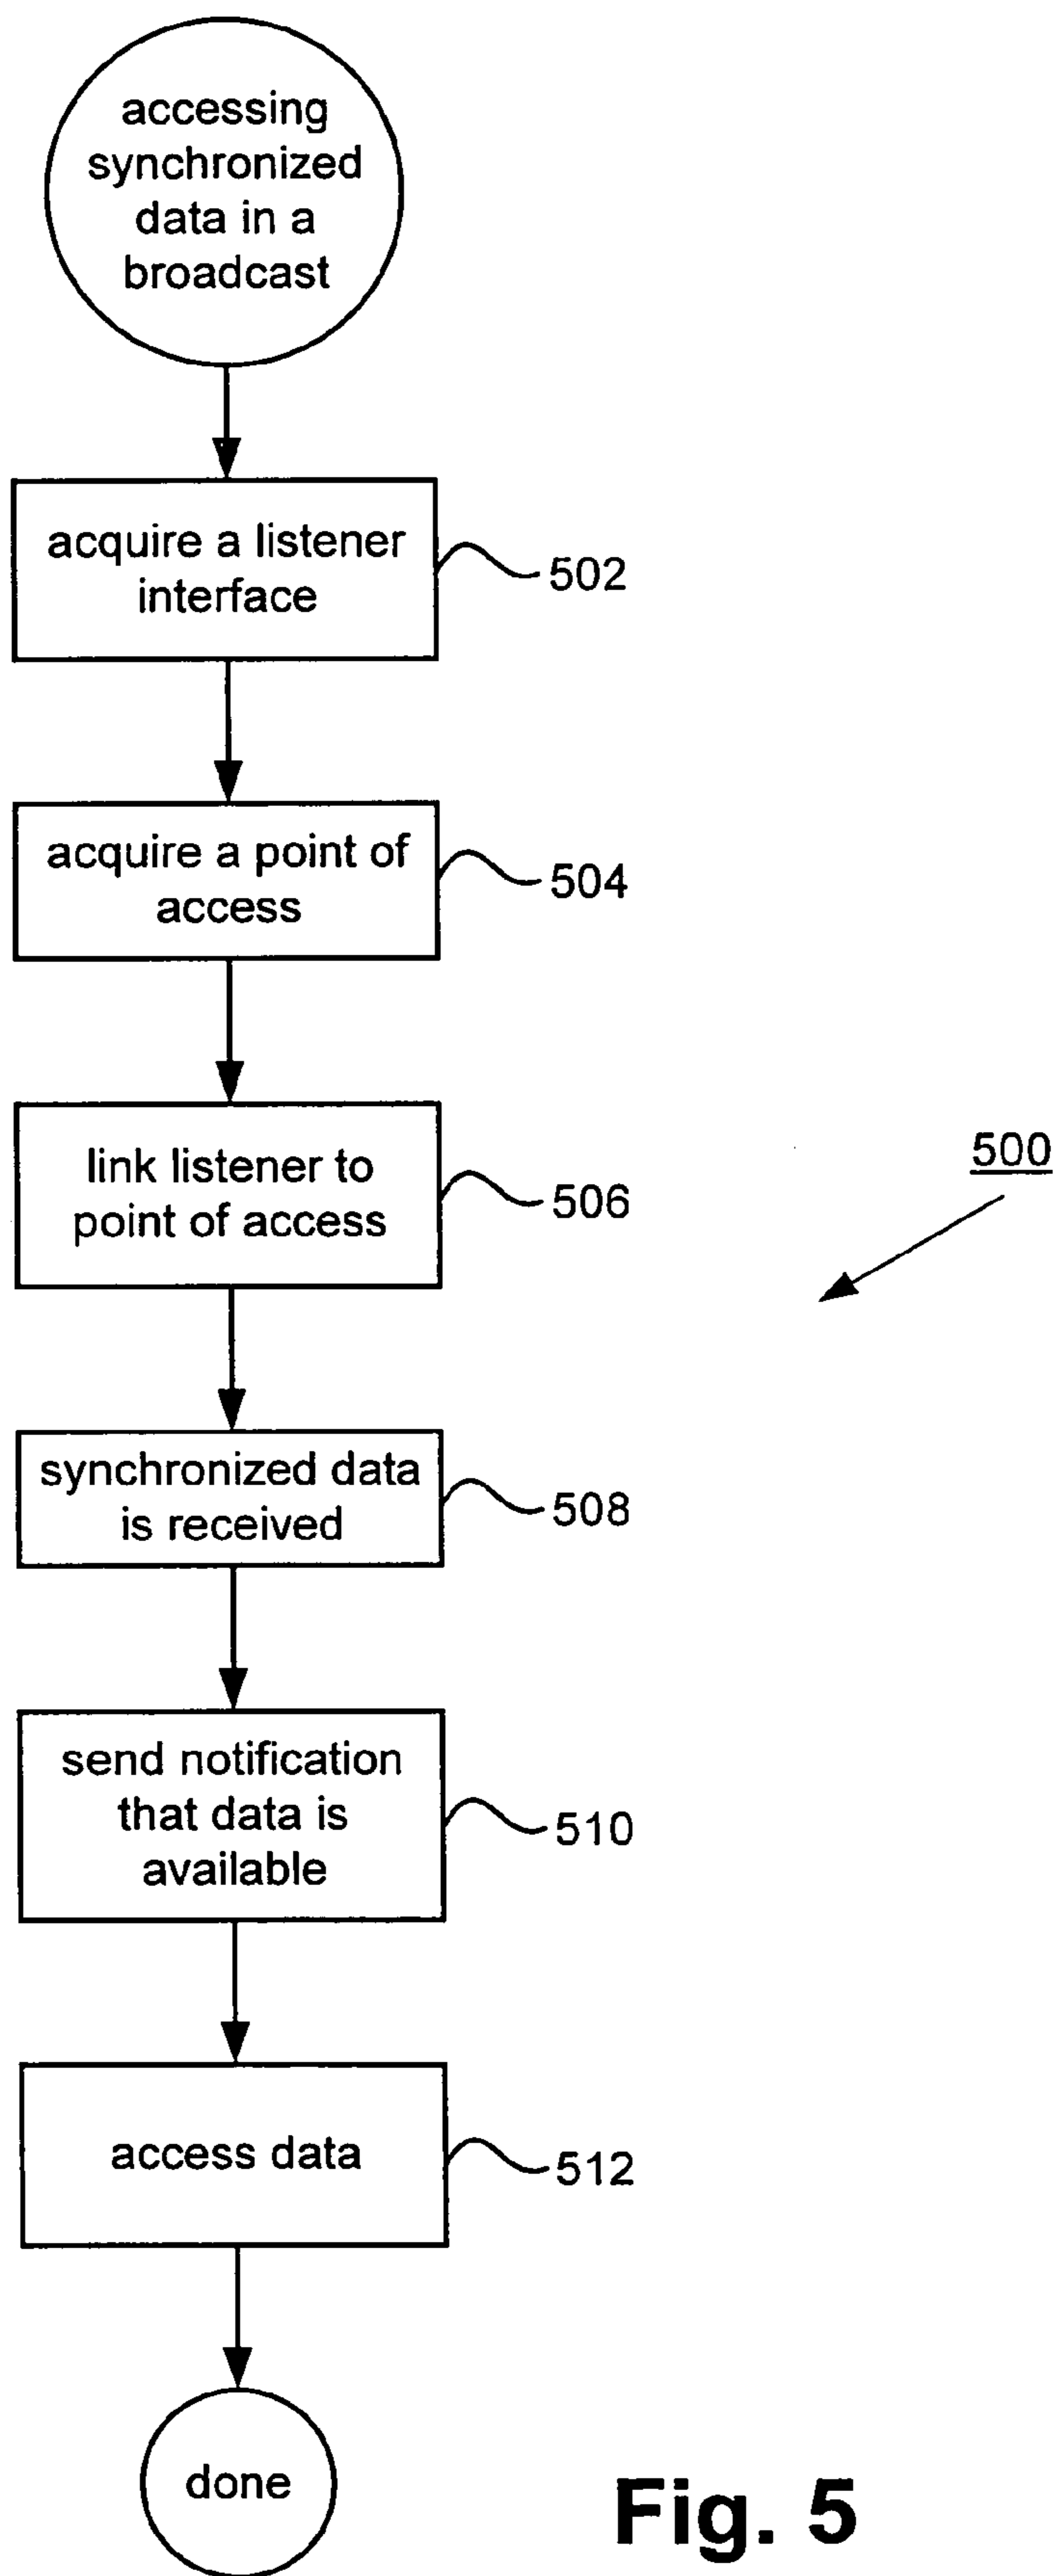 accessing
synchronized
data in a
broadcast
acquire a listener
interface
502
acquire a point of
access
504
link listener to
point of access
506
500
synchronized data
is received
508
send notification
that data is
available
510
access data
512
done
Fig. 5